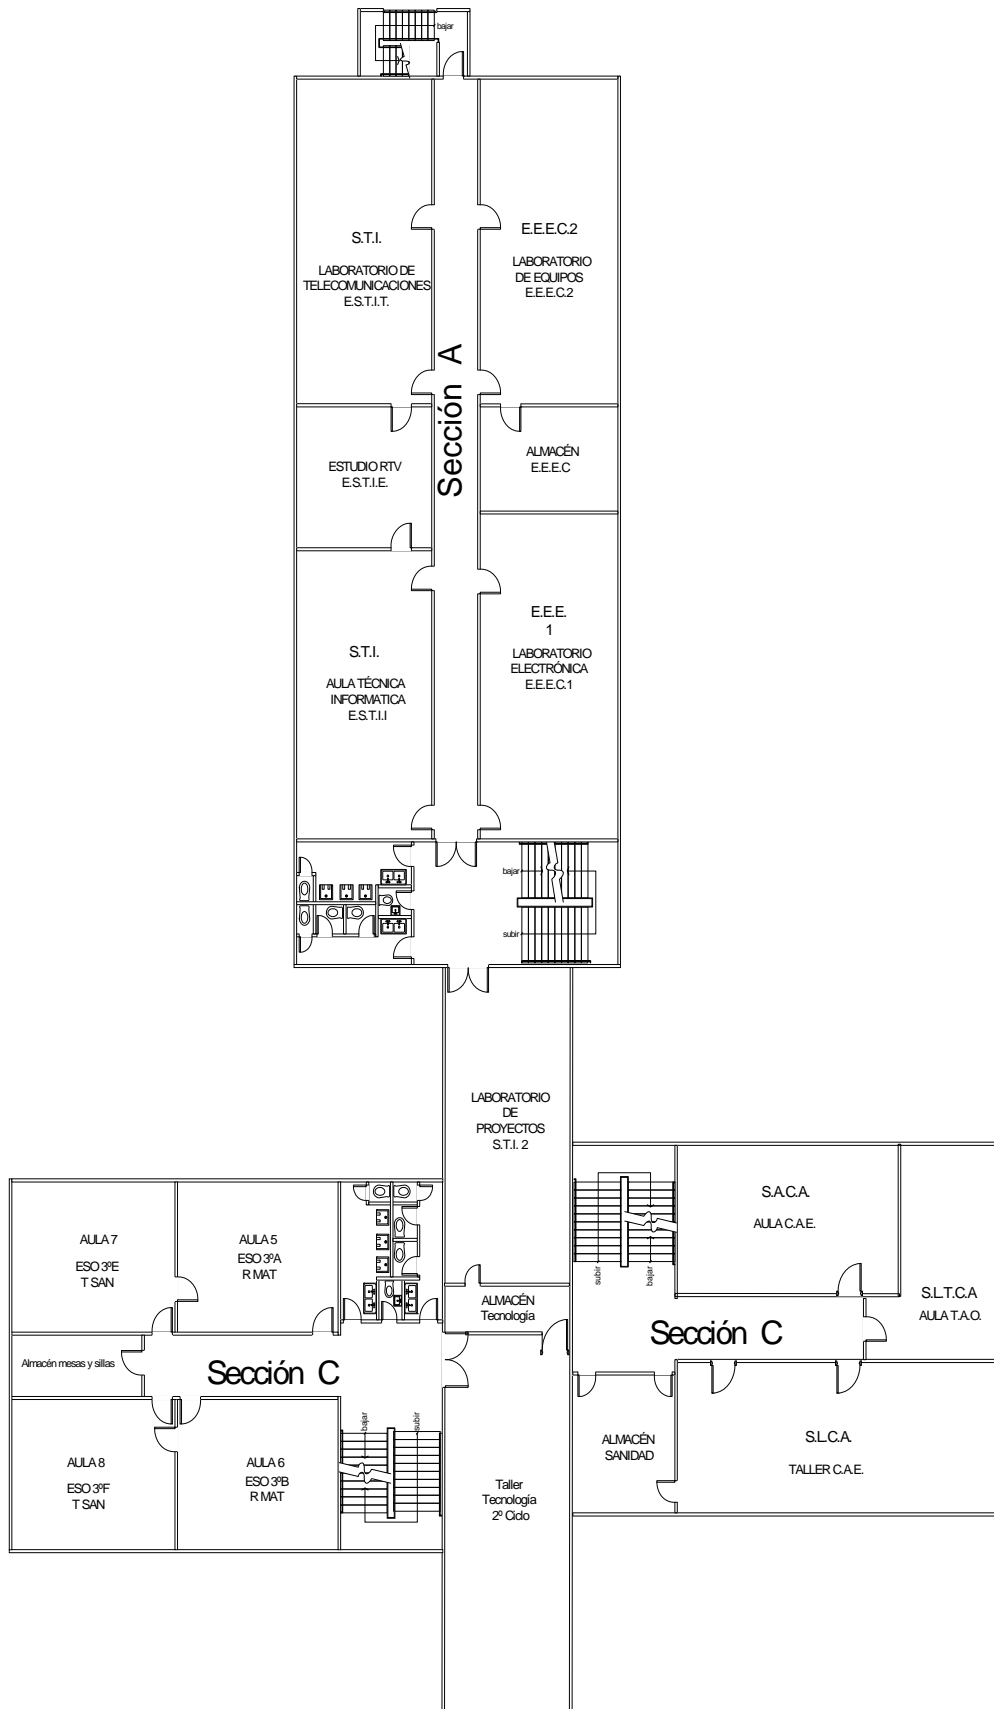 bajar
S.T.I.
LABORATORIO DE
TELECOMUNICACIONES
E.S.T.I.T.
E.E.E.C.2
LABORATORIO
DE EQUIPOS
E.E.E.C.2
Sección A
ESTUDIO RTV
E.S.T.I.E.
ALMACÉN
E.E.E.C
S.T.I.
AULA TÉCNICA
INFORMATICA
E.S.T.I.I
E.E.E.
1
LABORATORIO
ELECTRÓNICA
E.E.E.C.1
bajar
subir
LABORATORIO
DE
PROYECTOS
S.T.I. 2
AULA 7
ESO 3ºE
T SAN
AULA 5
ESO 3ºA
R MAT
S.A.C.A.
AULA C.A.E.
subir
bajar
S.L.T.C.A
AULA T.A.O.
ALMACÉN
Tecnología
Sección C
Almacén mesas y sillas
Sección C
bajar
subir
AULA 8
ESO 3ºF
T SAN
AULA 6
ESO 3ºB
R MAT
ALMACÉN
SANIDAD
S.L.C.A.
TALLER C.A.E.
Taller
Tecnología
2º Ciclo